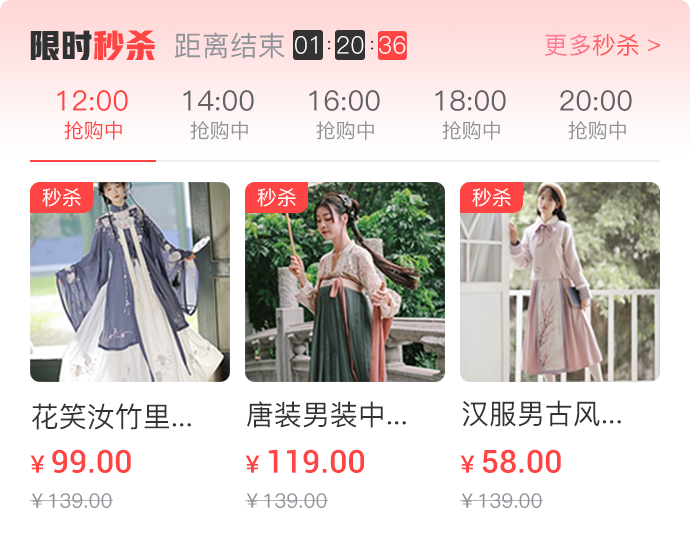 限时秒杀 距离结束 01:20:36 更多秒杀 >
12:00 14:00 16:00 18:00 20:00
抢购中 抢购中 抢购中 抢购中 抢购中
秒杀 秒杀 秒杀
花笑汝竹里... 唐装男装中... 汉服男古风...
¥ 99.00 ¥ 119.00 ¥ 58.00
¥139.00 ¥139.00 ¥139.00